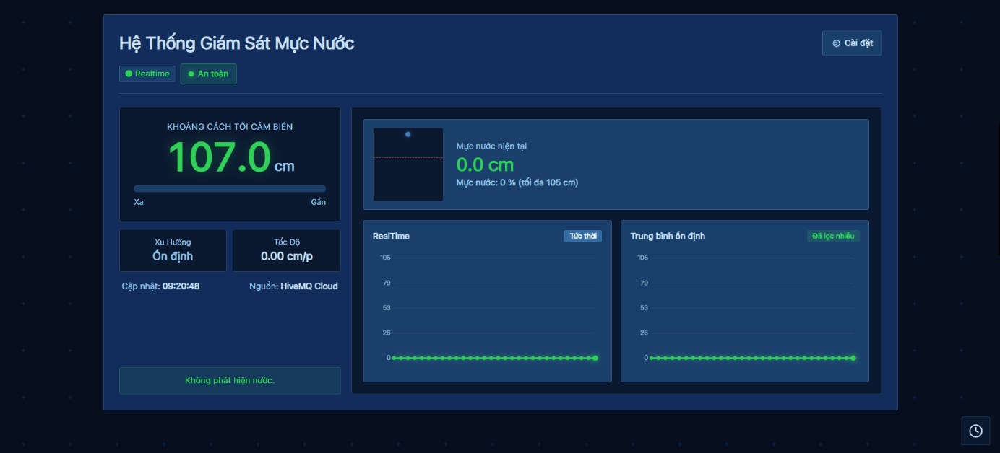 Hệ Thống Giám Sát Mực Nước
Cài đặt
Realtime
An toàn
KHOẢNG CÁCH TỚI CẢM BIẾN
107.0 cm
Xa
Gần
Xu Hướng
Ổn định
Tốc Độ
0.00 cm/p
Cập nhật: 09:20:48
Nguồn: HiveMQ Cloud
Không phát hiện nước.
Mực nước hiện tại
0.0 cm
Mực nước: 0 % (tối đa 105 cm)
RealTime
Tức thời
105
79
53
26
0
Trung bình ổn định
Đã lọc nhiễu
105
79
53
26
0